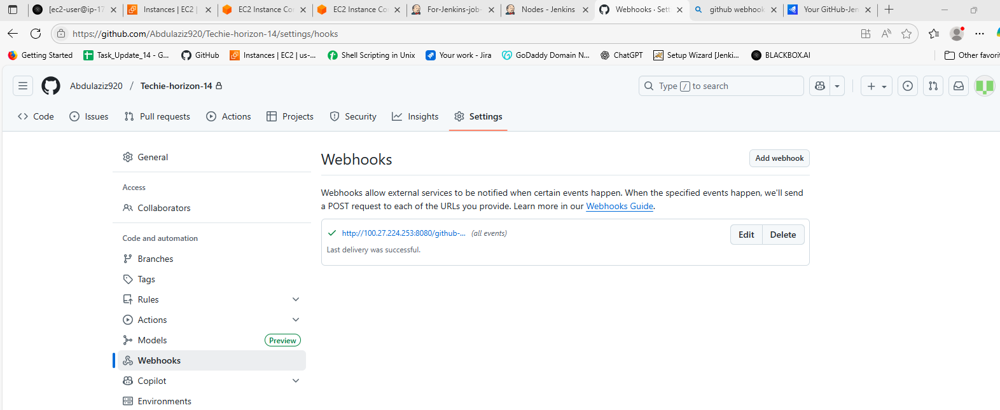 [ec2-user@ip-17
Instances | EC2 |
EC2 Instance Co
EC2 Instance Co
For-Jenkins-job-
Nodes - Jenkins
Webhooks · Sett
github webhook
Your GitHub-Jen
https://github.com/Abdulaziz920/Techie-horizon-14/settings/hooks
Getting Started
Task_Update_14 - G...
GitHub
Instances | EC2 | us-...
Shell Scripting in Unix
Your work - Jira
GoDaddy Domain N...
ChatGPT
Setup Wizard [Jenki...
BLACKBOX.AI
Other favori
Abdulaziz920 / Techie-horizon-14
Type / to search
Code
Issues
Pull requests
Actions
Projects
Security
Insights
Settings
General
Access
Collaborators
Code and automation
Branches
Tags
Rules
Actions
Models Preview
Webhooks
Copilot
Environments
Webhooks
Add webhook
Webhooks allow external services to be notified when certain events happen. When the specified events happen, we'll send
a POST request to each of the URLs you provide. Learn more in our Webhooks Guide.
http://100.27.224.253:8080/github-... (all events)
Edit
Delete
Last delivery was successful.